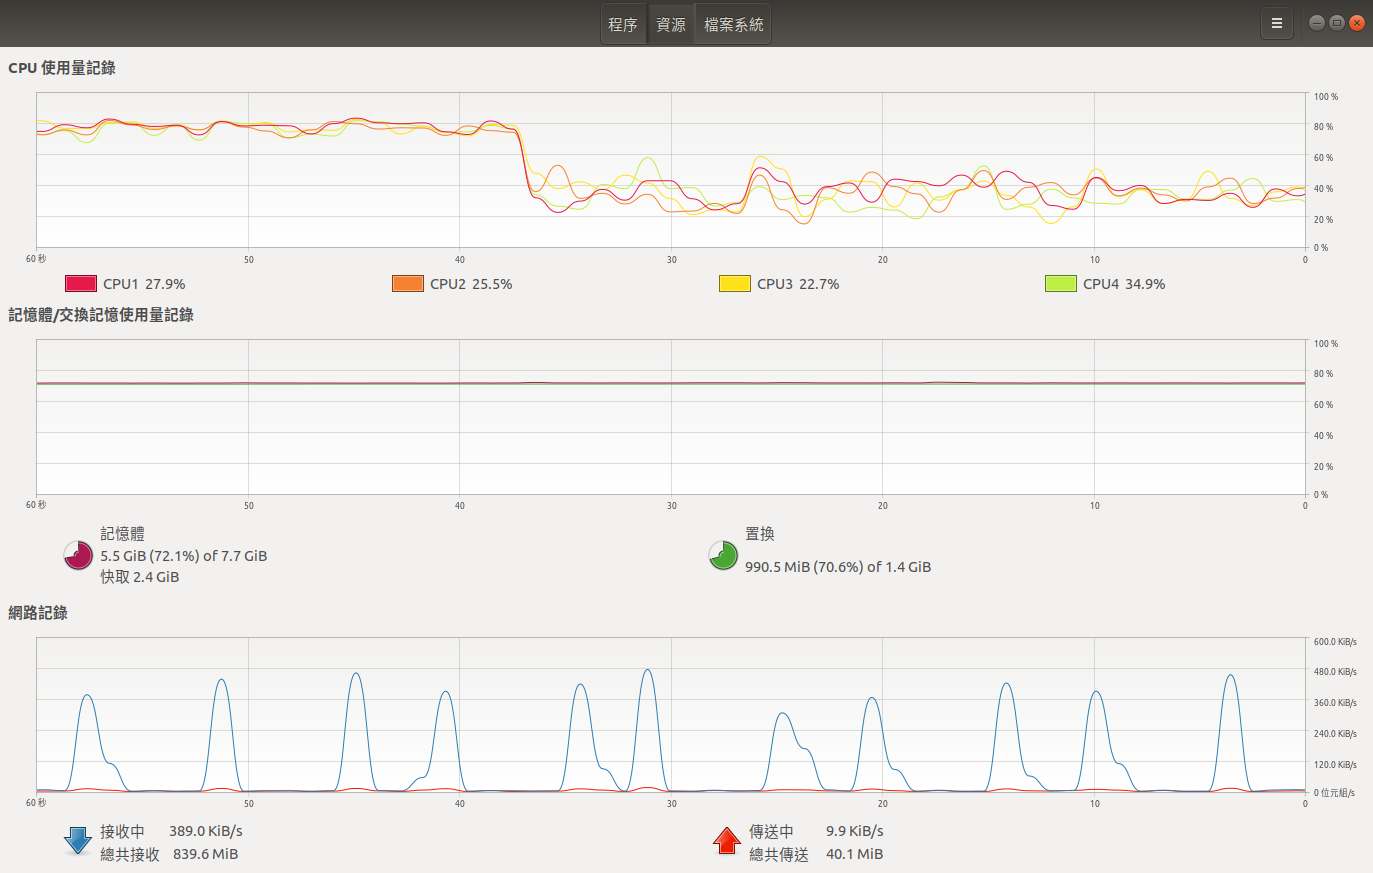 程序 資源 檔案系統
CPU 使用量記錄
100 %
80 %
60 %
40 %
20 %
0 %
60 秒 50 40 30 20 10 0
CPU1 27.9% CPU2 25.5% CPU3 22.7% CPU4 34.9%
記憶體/交換記憶使用量記錄
100 %
80 %
60 %
40 %
20 %
0 %
60 秒 50 40 30 20 10 0
記憶體
5.5 GiB (72.1%) of 7.7 GiB
快取 2.4 GiB
置換
990.5 MiB (70.6%) of 1.4 GiB
網路記錄
600.0 KiB/s
480.0 KiB/s
360.0 KiB/s
240.0 KiB/s
120.0 KiB/s
0 位元組/s
60 秒 50 40 30 20 10 0
接收中 389.0 KiB/s
總共接收 839.6 MiB
傳送中 9.9 KiB/s
總共傳送 40.1 MiB